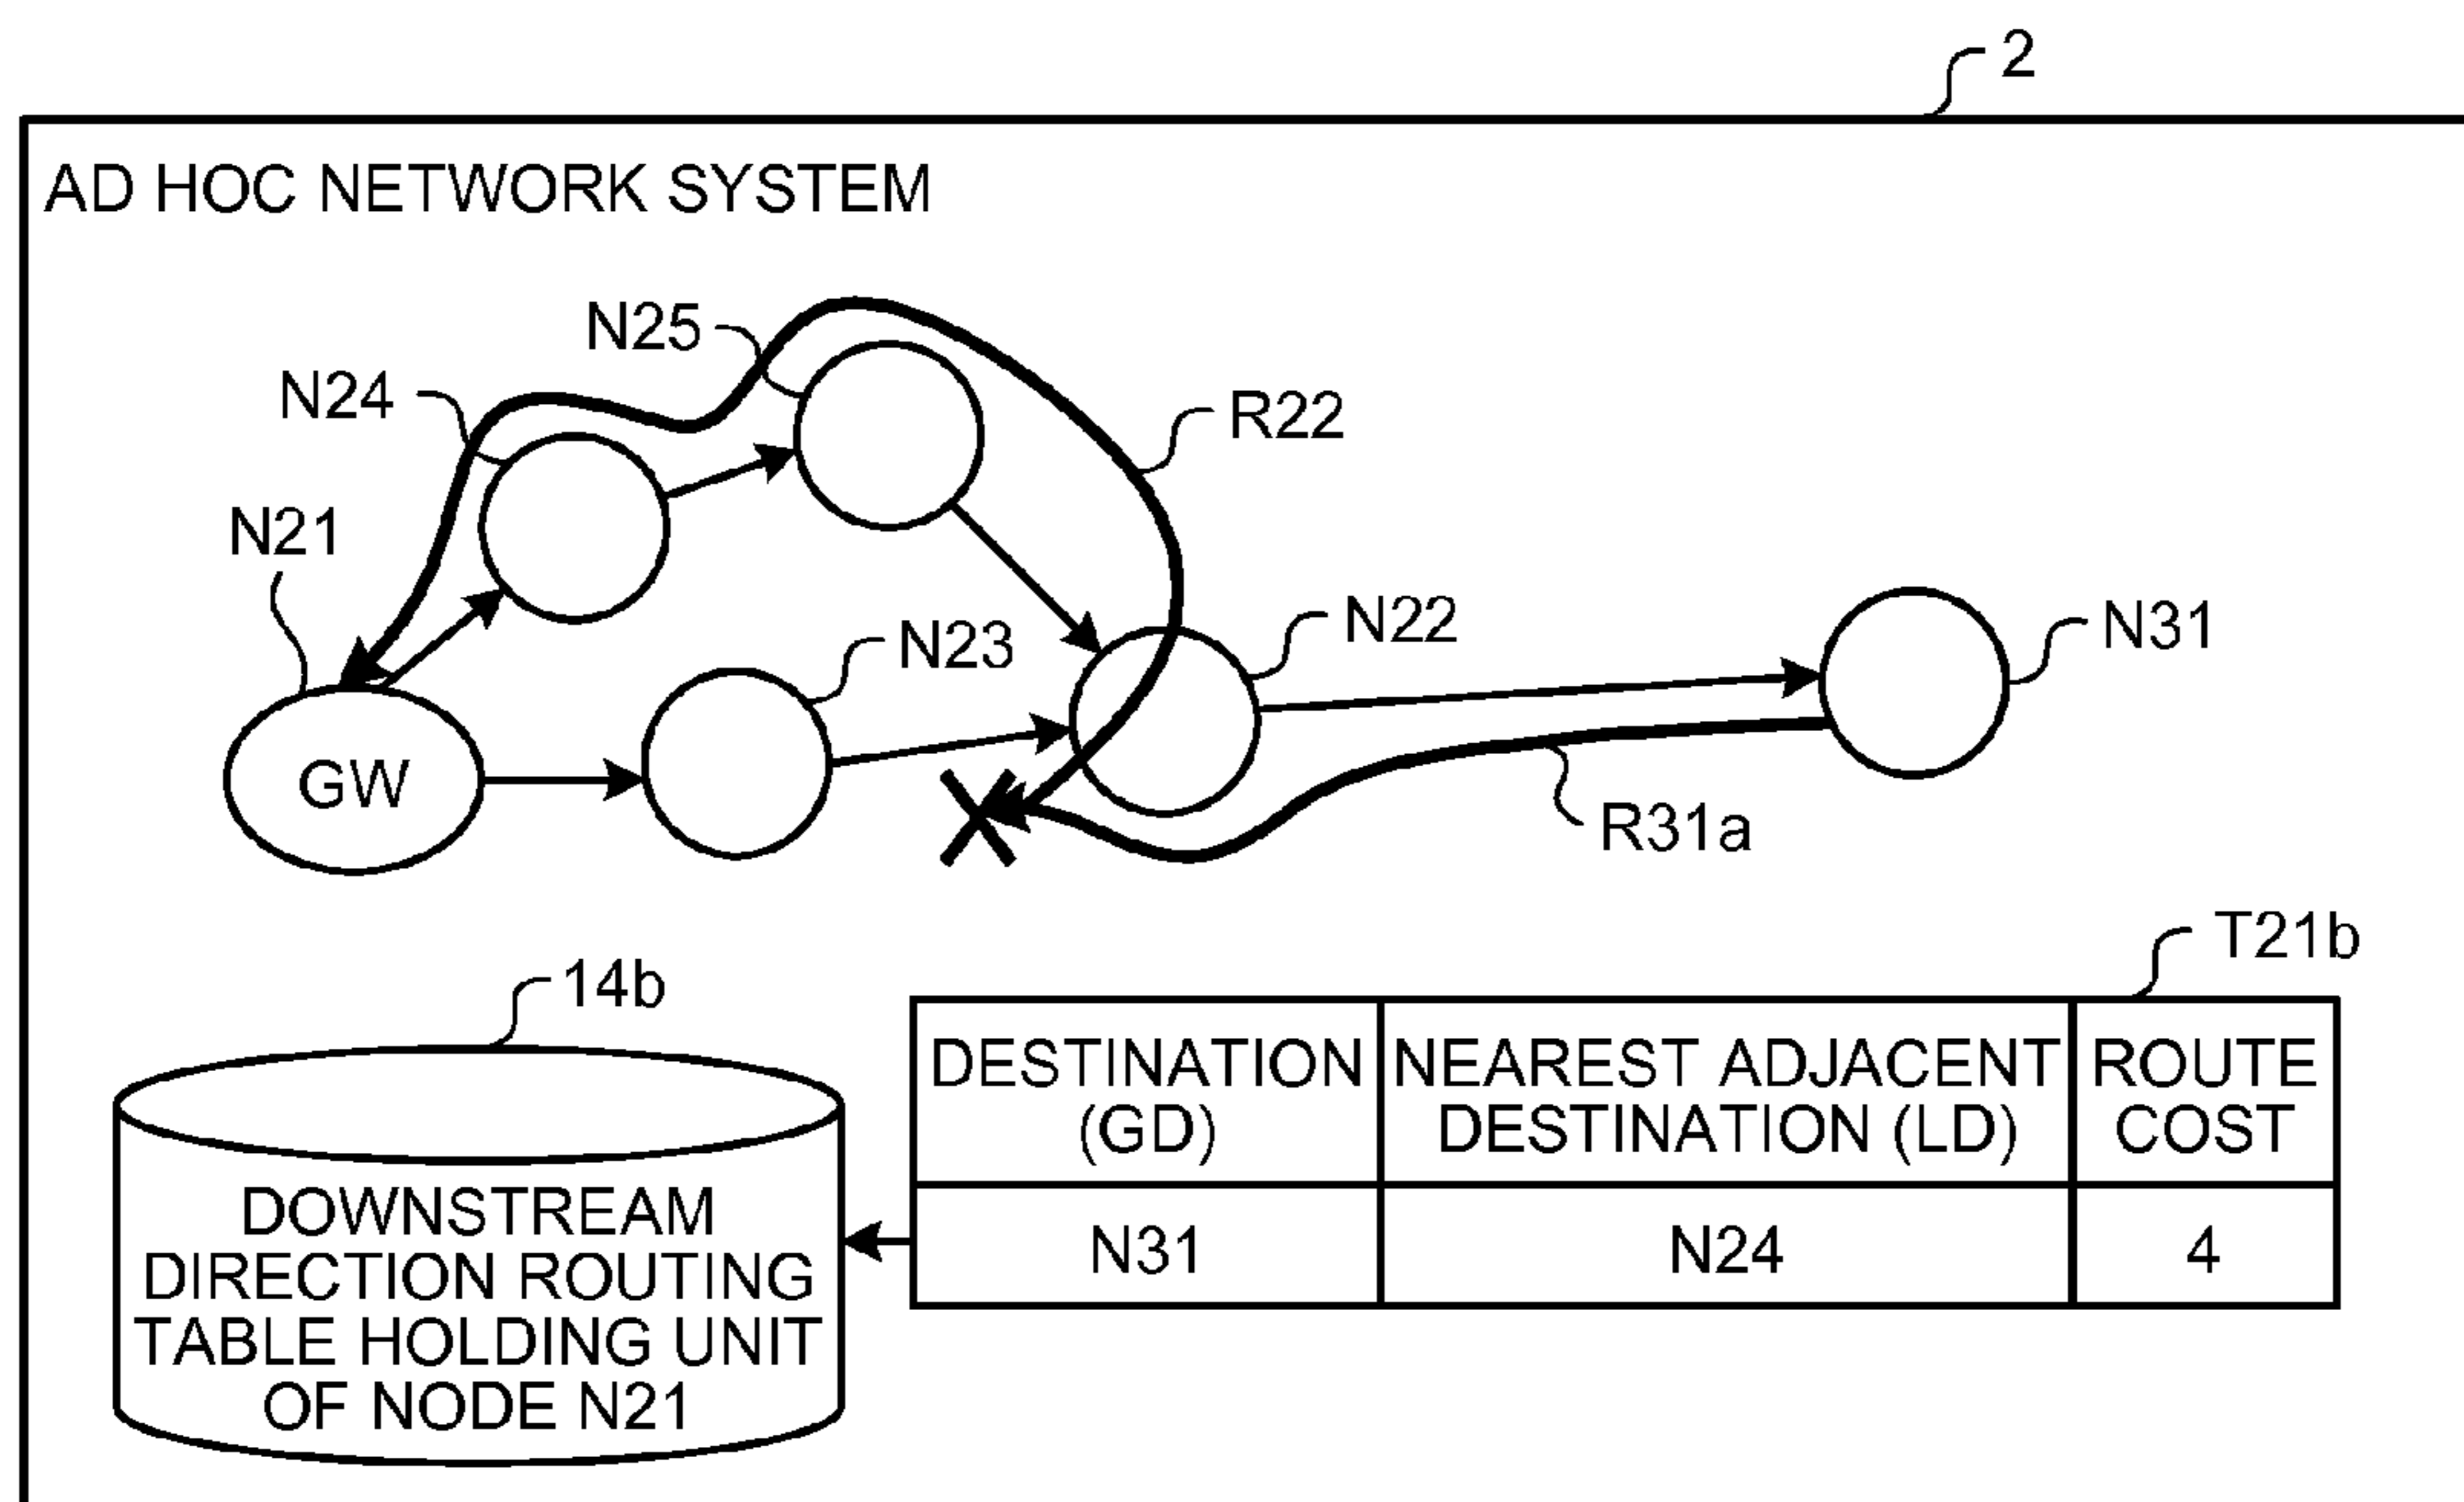 2
AD HOC NETWORK SYSTEM
N25
N24
R22
N21
N22
N31
N23
GW
R31a
T21b
14b
DESTINATION (GD)
NEAREST ADJACENT DESTINATION (LD)
ROUTE COST
N31 N24 4
DOWNSTREAM
DIRECTION ROUTING
TABLE HOLDING UNIT
OF NODE N21